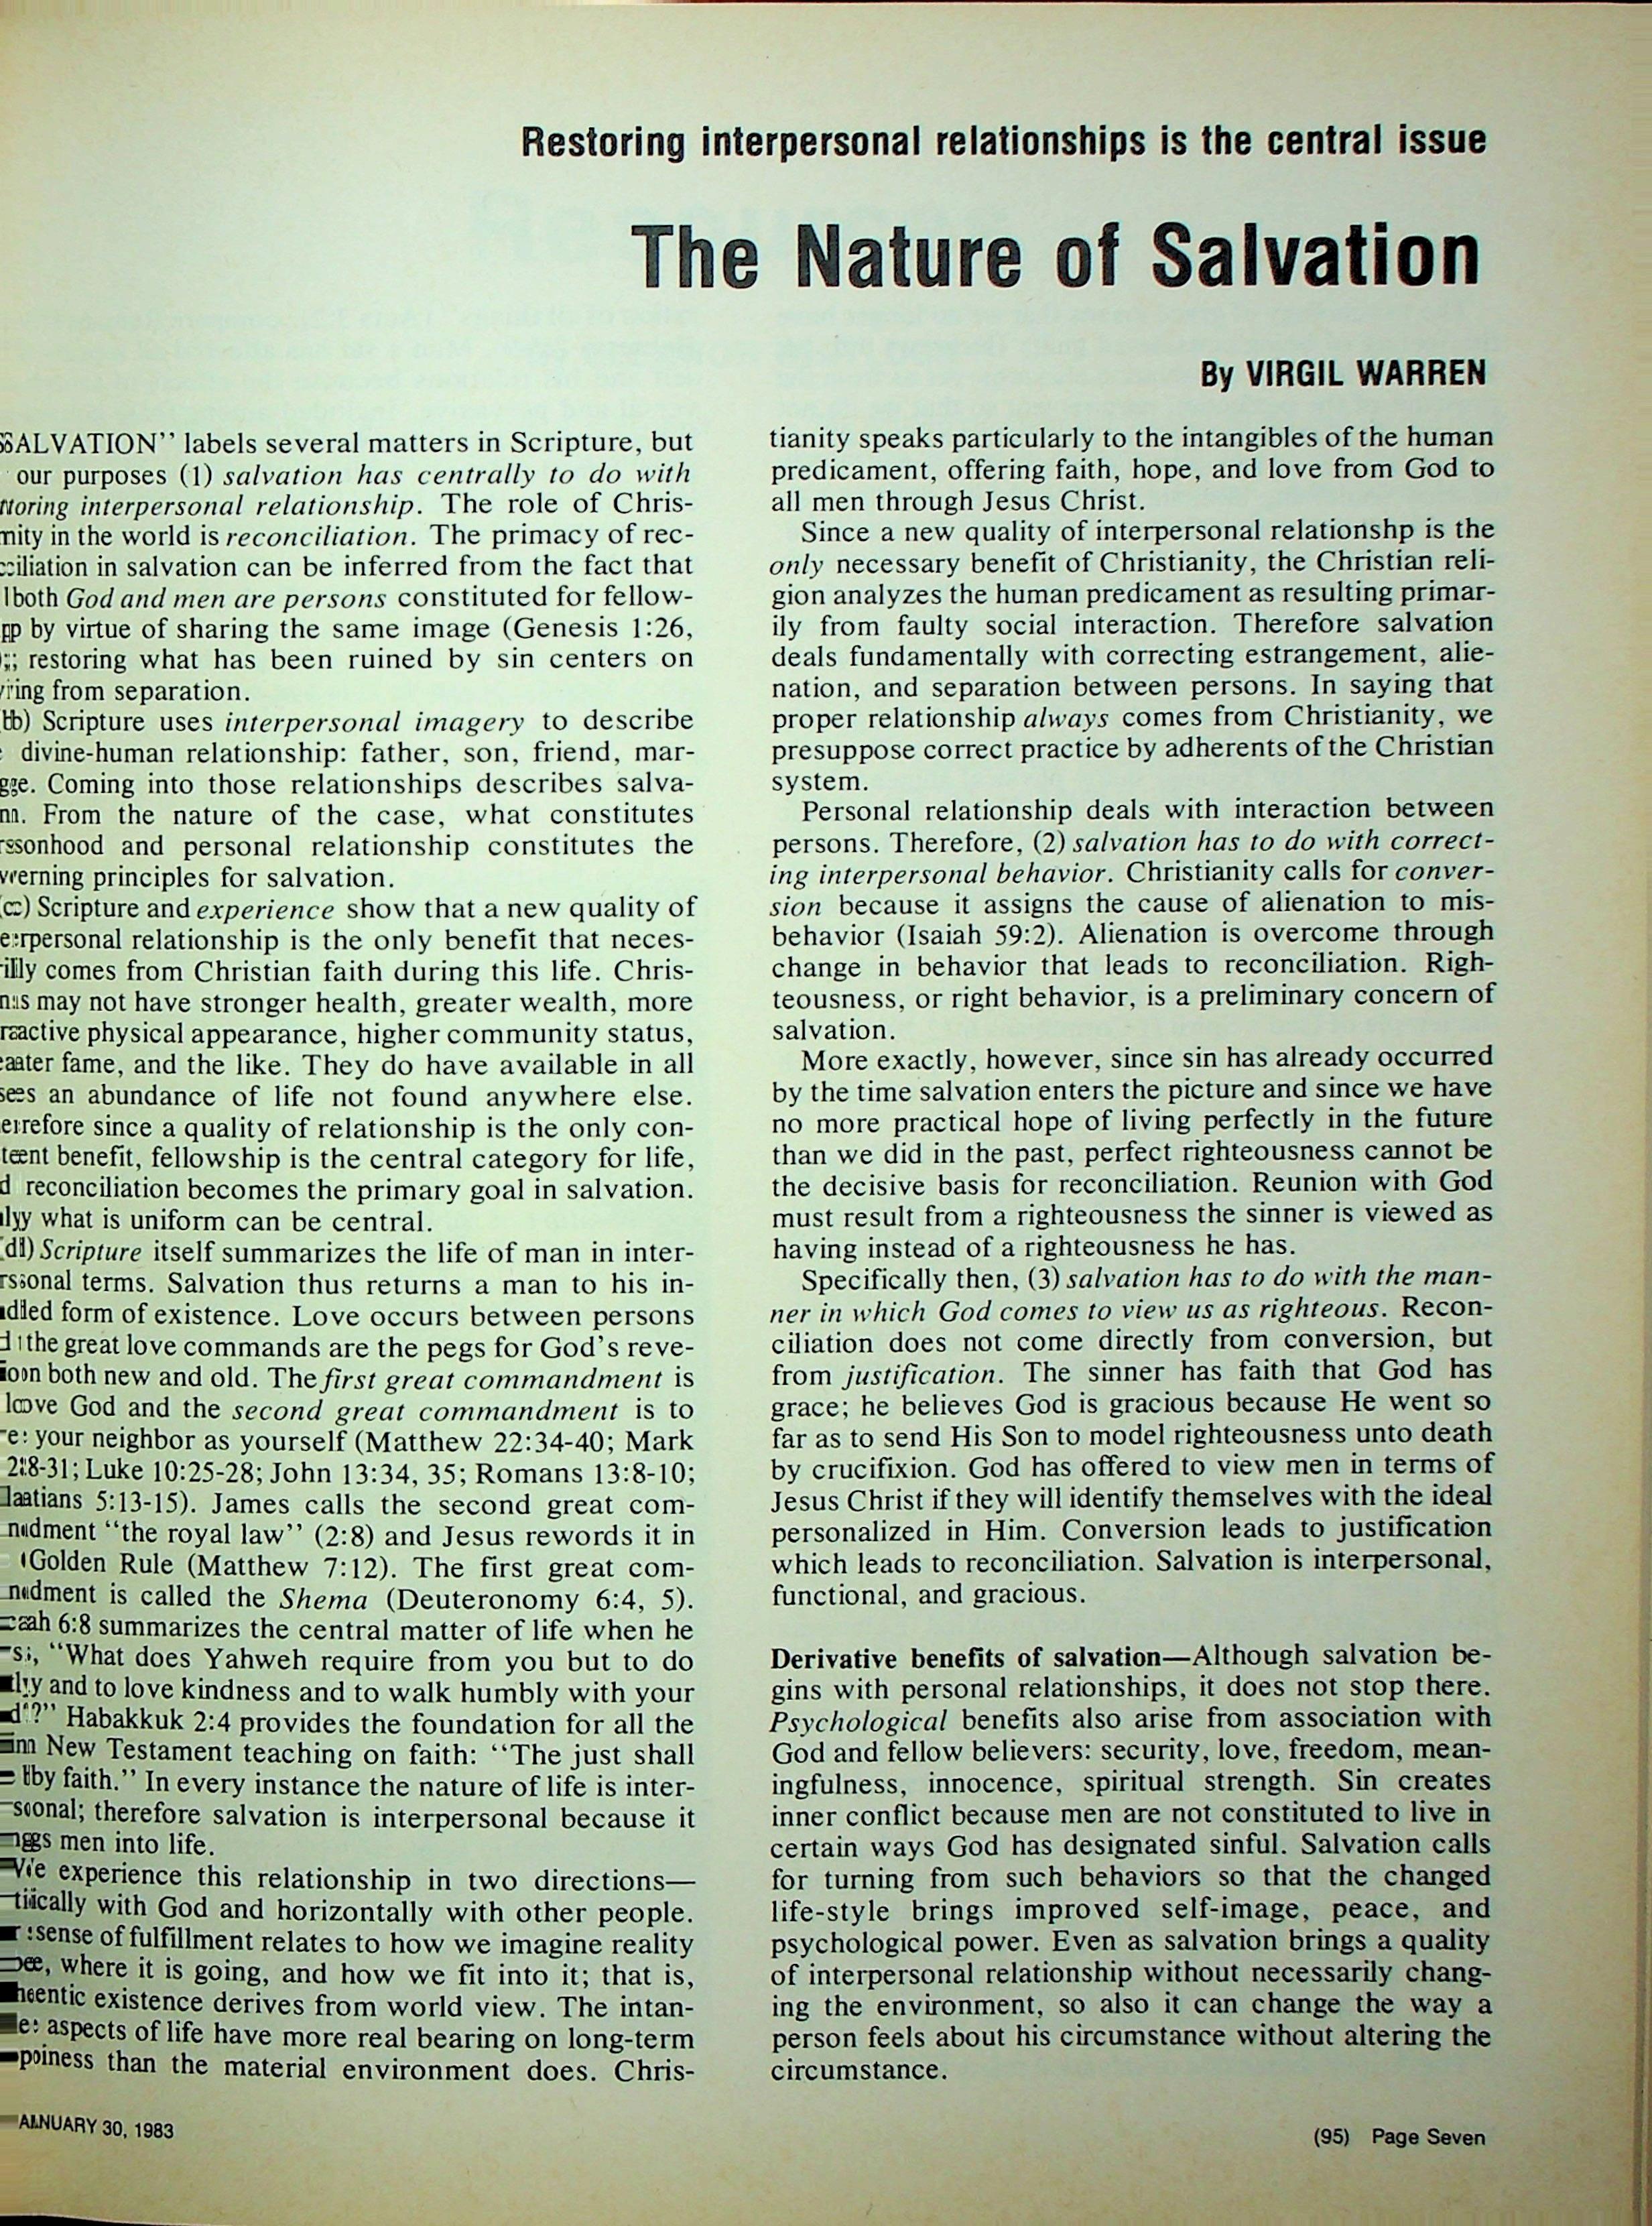 Restoring interpersonal relationships is the central issue
The Nature of Salvation
By VIRGIL WARREN
SALVATION'' labels several matters in Scripture, but
our purposes (1) salvation has centrally to do with
toring interpersonal relationship. The role of Chris-
nity in the world is reconciliation. The primacy of rec-
ciliation in salvation can be inferred from the fact that
both God and men are persons constituted for fellow-
p by virtue of sharing the same image (Genesis 1:26,
; restoring what has been ruined by sin centers on
ring from separation.
b) Scripture uses interpersonal imagery to describe
divine-human relationship: father, son, friend, mar-
ge. Coming into those relationships describes salva-
n. From the nature of the case, what constitutes
rsonhood and personal relationship constitutes the
verning principles for salvation.
(c) Scripture and experience show that a new quality of
erpersonal relationship is the only benefit that neces-
rily comes from Christian faith during this life. Chris-
ns may not have stronger health, greater wealth, more
ractive physical appearance, higher community status,
eater fame, and the like. They do have available in all
ses an abundance of life not found anywhere else.
erefore since a quality of relationship is the only con-
tent benefit, fellowship is the central category for life,
d reconciliation becomes the primary goal in salvation.
ly what is uniform can be central.
(d) Scripture itself summarizes the life of man in inter-
rsonal terms. Salvation thus returns a man to his in-
ded form of existence. Love occurs between persons
d the great love commands are the pegs for God's reve-
ion both new and old. The first great commandment is
love God and the second great commandment is to
e your neighbor as yourself (Matthew 22:34-40; Mark
28-31; Luke 10:25-28; John 13:34, 35; Romans 13:8-10;
latians 5:13-15). James calls the second great com-
ndment ''the royal law'' (2:8) and Jesus rewords it in
Golden Rule (Matthew 7:12). The first great com-
ndment is called the Shema (Deuteronomy 6:4, 5).
cah 6:8 summarizes the central matter of life when he
s, ''What does Yahweh require from you but to do
tly and to love kindness and to walk humbly with your
d?'' Habakkuk 2:4 provides the foundation for all the
in New Testament teaching on faith: ''The just shall
by faith.'' In every instance the nature of life is inter-
sonal; therefore salvation is interpersonal because it
ngs men into life.
We experience this relationship in two directions—
tically with God and horizontally with other people.
r sense of fulfillment relates to how we imagine reality
be, where it is going, and how we fit into it; that is,
hentic existence derives from world view. The intan-
le aspects of life have more real bearing on long-term
piness than the material environment does. Chris-
tianity speaks particularly to the intangibles of the human
predicament, offering faith, hope, and love from God to
all men through Jesus Christ.
Since a new quality of interpersonal relationshp is the
only necessary benefit of Christianity, the Christian reli-
gion analyzes the human predicament as resulting primar-
ily from faulty social interaction. Therefore salvation
deals fundamentally with correcting estrangement, alie-
nation, and separation between persons. In saying that
proper relationship always comes from Christianity, we
presuppose correct practice by adherents of the Christian
system.
Personal relationship deals with interaction between
persons. Therefore, (2) salvation has to do with correct-
ing interpersonal behavior. Christianity calls for conver-
sion because it assigns the cause of alienation to mis-
behavior (Isaiah 59:2). Alienation is overcome through
change in behavior that leads to reconciliation. Righ-
teousness, or right behavior, is a preliminary concern of
salvation.
More exactly, however, since sin has already occurred
by the time salvation enters the picture and since we have
no more practical hope of living perfectly in the future
than we did in the past, perfect righteousness cannot be
the decisive basis for reconciliation. Reunion with God
must result from a righteousness the sinner is viewed as
having instead of a righteousness he has.
Specifically then, (3) salvation has to do with the man-
ner in which God comes to view us as righteous. Recon-
ciliation does not come directly from conversion, but
from justification. The sinner has faith that God has
grace; he believes God is gracious because He went so
far as to send His Son to model righteousness unto death
by crucifixion. God has offered to view men in terms of
Jesus Christ if they will identify themselves with the ideal
personalized in Him. Conversion leads to justification
which leads to reconciliation. Salvation is interpersonal,
functional, and gracious.
Derivative benefits of salvation—Although salvation be-
gins with personal relationships, it does not stop there.
Psychological benefits also arise from association with
God and fellow believers: security, love, freedom, mean-
ingfulness, innocence, spiritual strength. Sin creates
inner conflict because men are not constituted to live in
certain ways God has designated sinful. Salvation calls
for turning from such behaviors so that the changed
life-style brings improved self-image, peace, and
psychological power. Even as salvation brings a quality
of interpersonal relationship without necessarily chang-
ing the environment, so also it can change the way a
person feels about his circumstance without altering the
circumstance.
ANUARY 30, 1983
(95) Page Seven